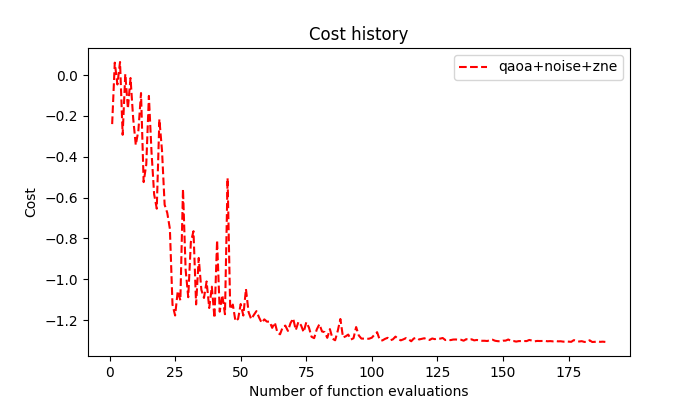 Cost history
qaoa+noise+zne
0.0
−0.2
−0.4
−0.6
−0.8
−1.0
−1.2
Cost
0 25 50 75 100 125 150 175
Number of function evaluations